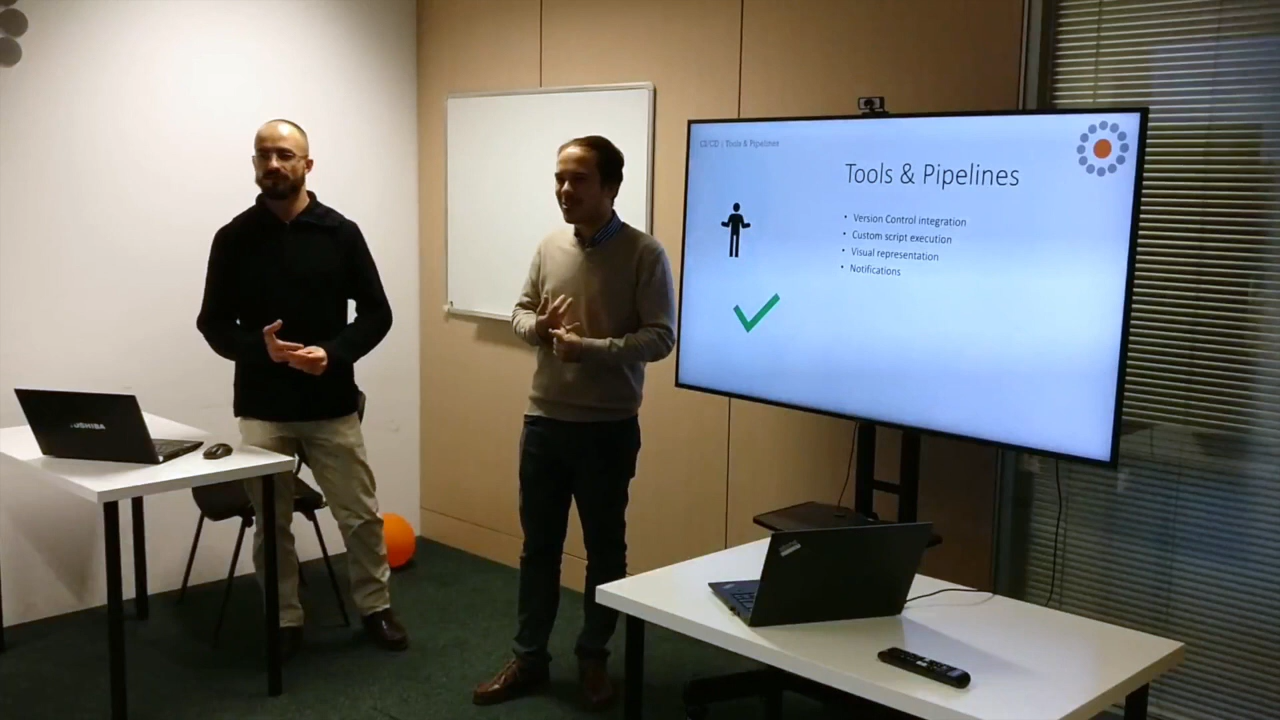 CI/CD | Tools & Pipelines
Tools & Pipelines
• Version Control integration
• Custom script execution
• Visual representation
• Notifications
TOSHIBA